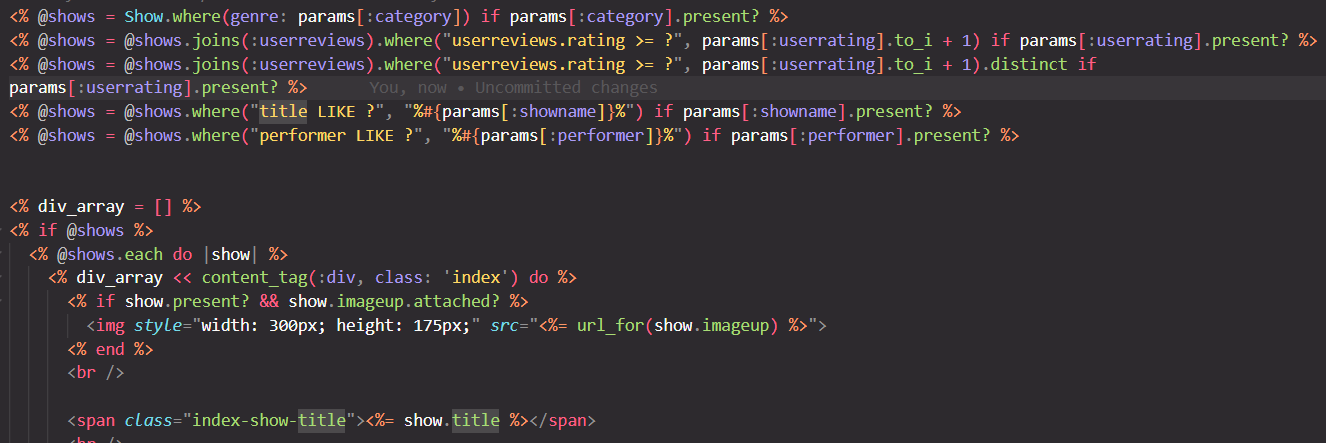 <% @shows = Show.where(genre: params[:category]) if params[:category].present? %>
<% @shows = @shows.joins(:userreviews).where("userreviews.rating >= ?", params[:userrating].to_i + 1) if params[:userrating].present? %>
<% @shows = @shows.joins(:userreviews).where("userreviews.rating >= ?", params[:userrating].to_i + 1).distinct if
params[:userrating].present? %> You, now • Uncommitted changes
<% @shows = @shows.where("title LIKE ?", "%#{params[:showname]}%") if params[:showname].present? %>
<% @shows = @shows.where("performer LIKE ?", "%#{params[:performer]}%") if params[:performer].present? %>
<% div_array = [] %>
<% if @shows %>
<% @shows.each do |show| %>
<% div_array << content_tag(:div, class: 'index') do %>
<% if show.present? && show.imageup.attached? %>
<img style="width: 300px; height: 175px;" src="<%= url_for(show.imageup) %>">
<% end %>
<br />
<span class="index-show-title"><%= show.title %></span>